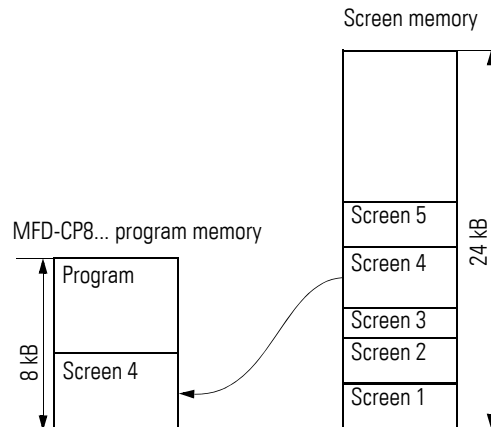 Screen memory
Screen 5
Screen 4
Screen 3
Screen 2
Screen 1
24 kB
MFD-CP8... program memory
Program
Screen 4
8 kB